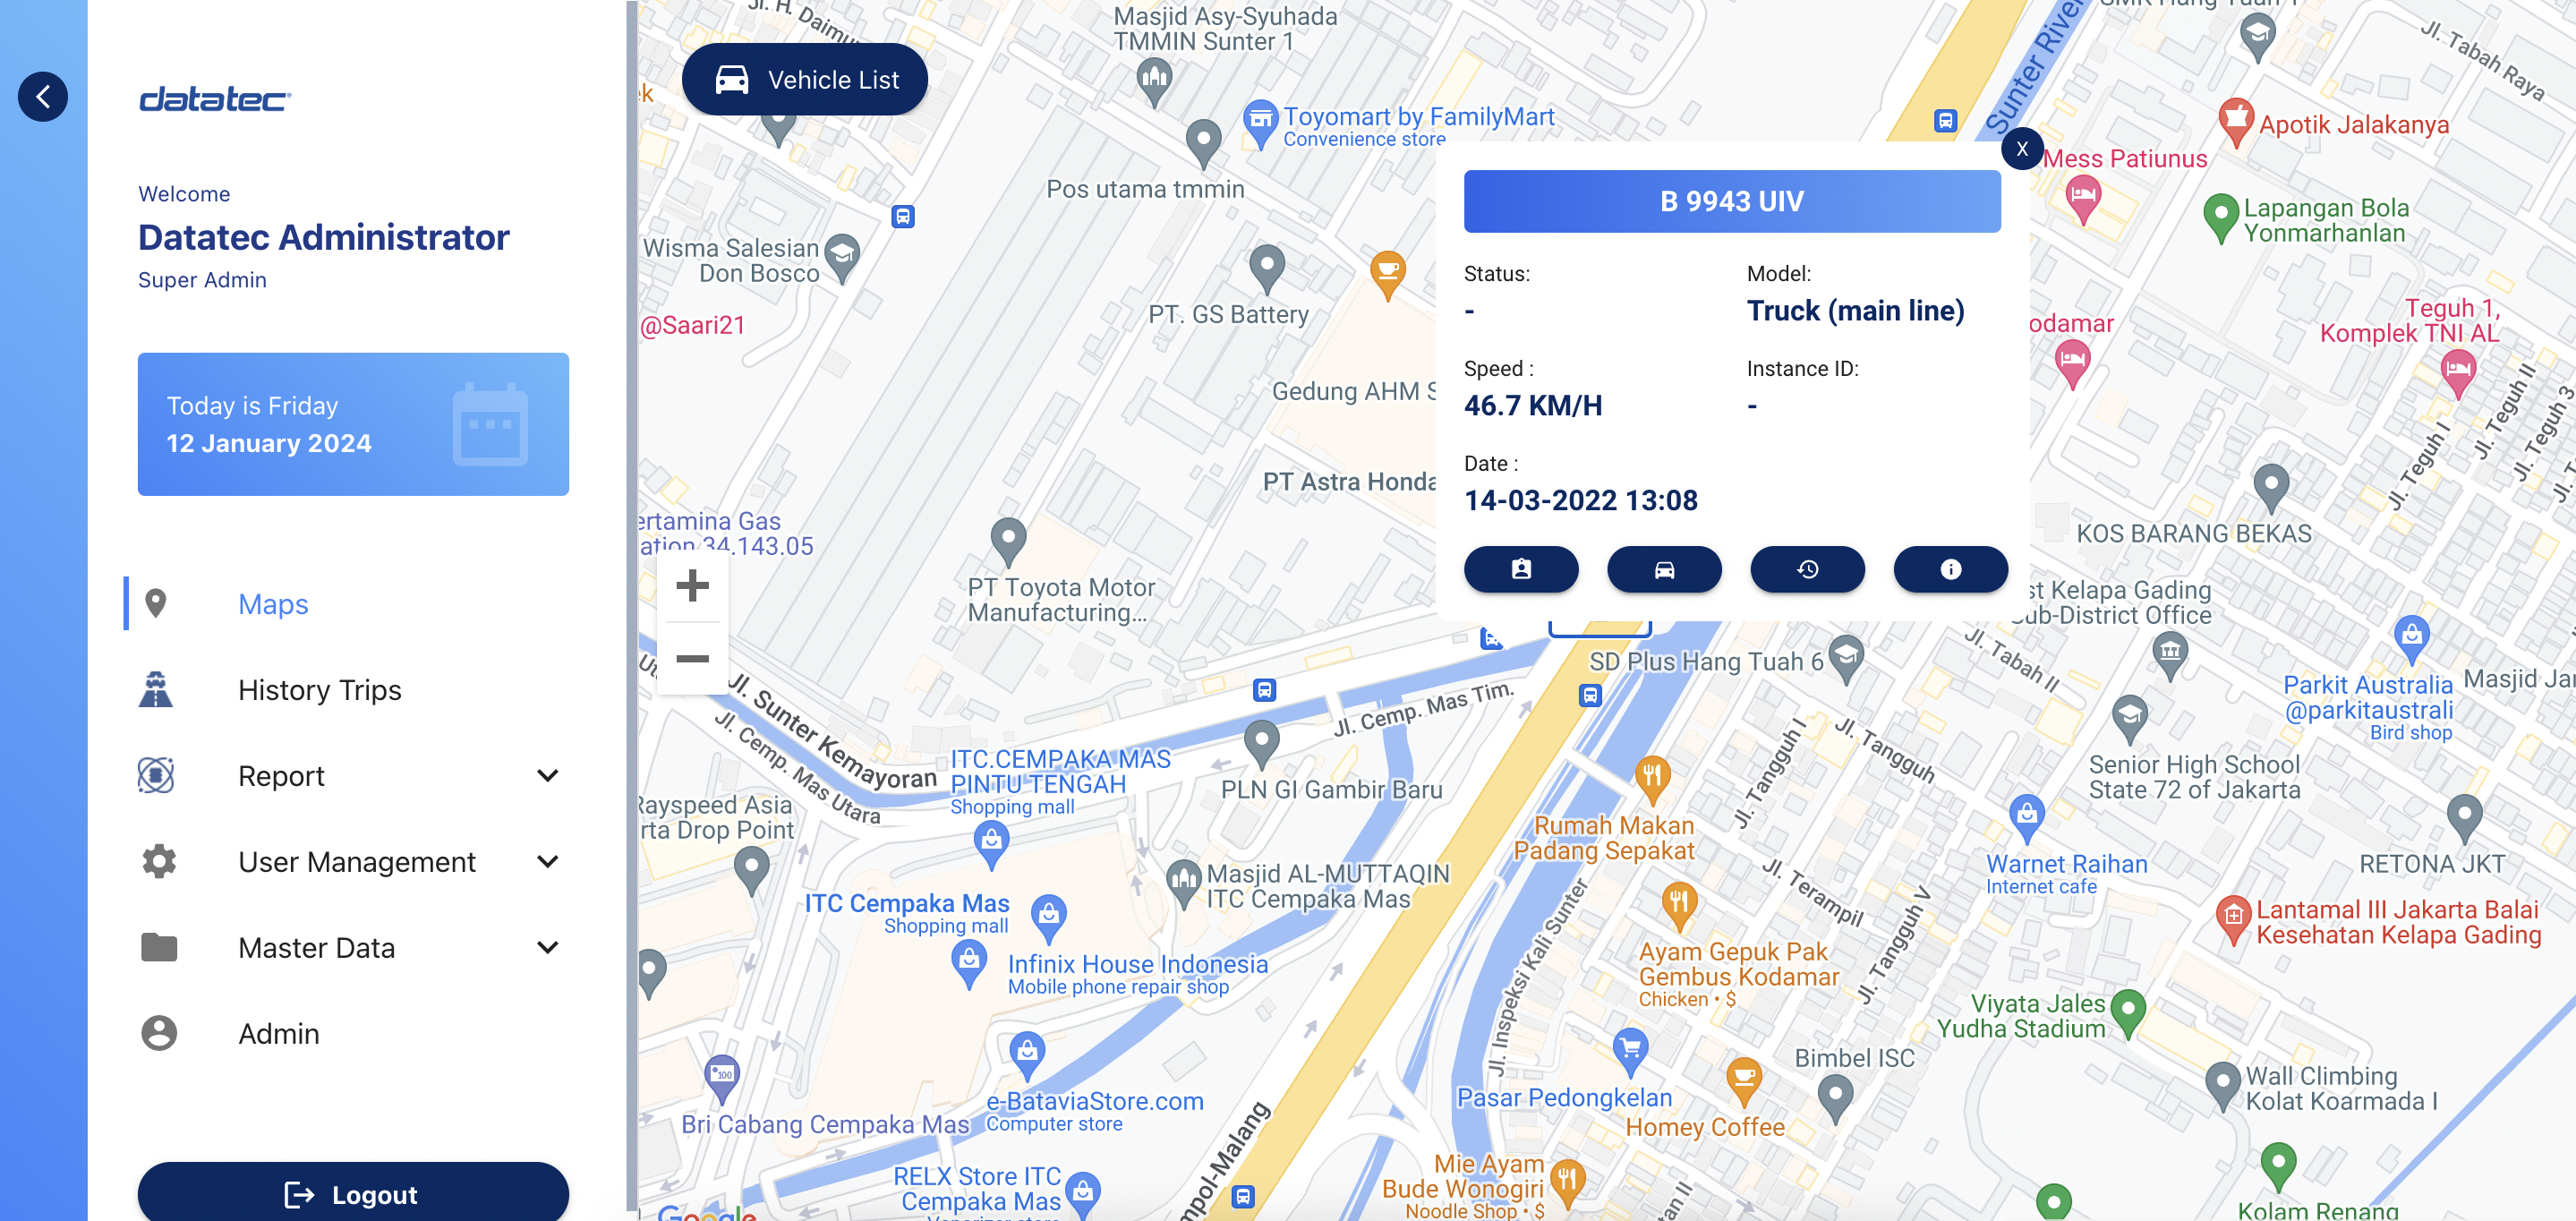 datatec
Welcome
Datatec Administrator
Super Admin
Today is Friday
12 January 2024
Maps
History Trips
Report
User Management
Master Data
Admin
Logout
Vehicle List
Jl. H. Daimu
Masjid Asy-Syuhada
TMMIN Sunter 1
Toyomart by FamilyMart
Convenience store
Pos utama tmmin
Wisma Salesian
Don Bosco
@Saari21
PT. GS Battery
Gedung AHM S
PT Astra Honda
ertamina Gas
ation 34.143.05
PT Toyota Motor
Manufacturing...
X
B 9943 UIV
Status:
-
Model:
Truck (main line)
Speed :
46.7 KM/H
Instance ID:
-
Date :
14-03-2022 13:08
Sunter River
Jl. Tabah Raya
Apotik Jalakanya
Mess Patiunus
Lapangan Bola
Yonmarhanlan
odamar
Teguh 1,
Komplek TNI AL
Jl. Teguh I
Jl. Teguh II
Jl. Teguh 3
KOS BARANG BEKAS
st Kelapa Gading
ub-District Office
Jl. Tabah II
SD Plus Hang Tuah 6
Parkit Australia
@parkitaustrali
Bird shop
Masjid Jar
Senior High School
State 72 of Jakarta
Jl. Tangguh I
Jl. Tangguh
Jl. Cemp. Mas Tim.
Jl. Sunter Kemayoran
Jl. Cemp. Mas Utara
ITC.CEMPAKA MAS
PINTU TENGAH
Shopping mall
PLN GI Gambir Baru
Rayspeed Asia
rta Drop Point
Masjid AL-MUTTAQIN
ITC Cempaka Mas
ITC Cempaka Mas
Shopping mall
Infinix House Indonesia
Mobile phone repair shop
Rumah Makan
Padang Sepakat
Warnet Raihan
Internet cafe
RETONA JKT
Jl. Terampil
Jl. Tangguh V
Lantamal III Jakarta Balai
Kesehatan Kelapa Gading
Ayam Gepuk Pak
Gembus Kodamar
Chicken • $
Jl. Inspeksi Kali Sunter
Viyata Jales
Yudha Stadium
Bimbel ISC
Wall Climbing
Kolat Koarmada I
Pasar Pedongkelan
Homey Coffee
100
Bri Cabang Cempaka Mas
e-BataviaStore.com
Computer store
RELX Store ITC
Cempaka Mas
mpol-Malang
Mie Ayam
Bude Wonogiri
Noodle Shop • $
Kolam Renang
Google